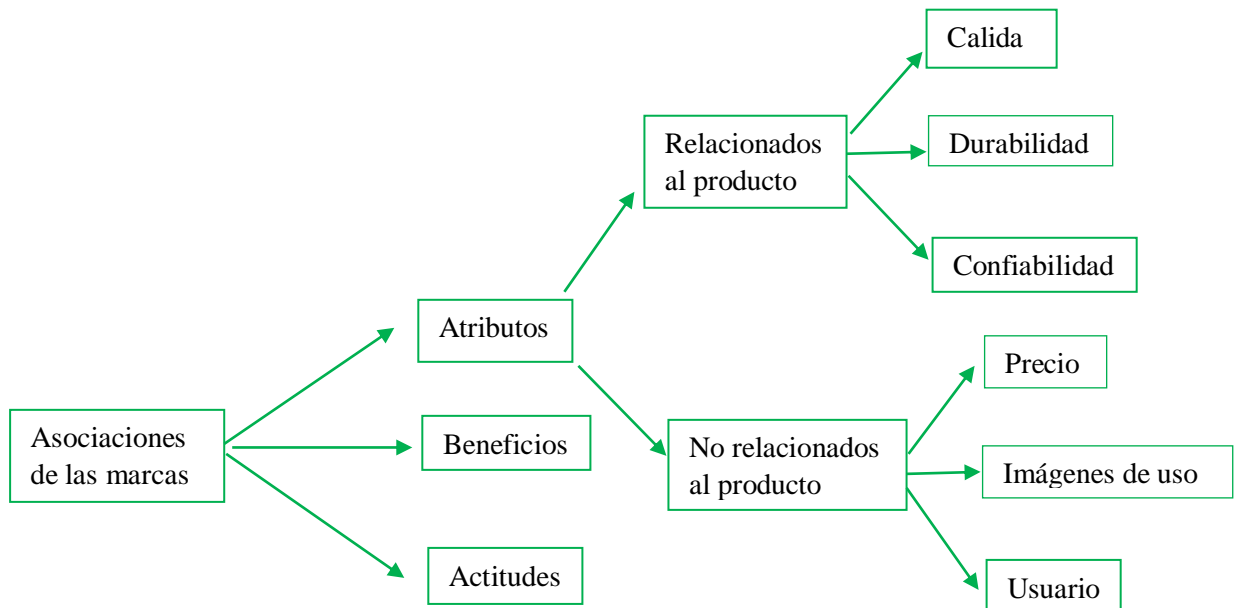 Calida
Relacionados
al producto
Durabilidad
Confiabilidad
Atributos
Precio
Asociaciones
de las marcas
Beneficios
No relacionados
al producto
Imágenes de uso
Actitudes
Usuario